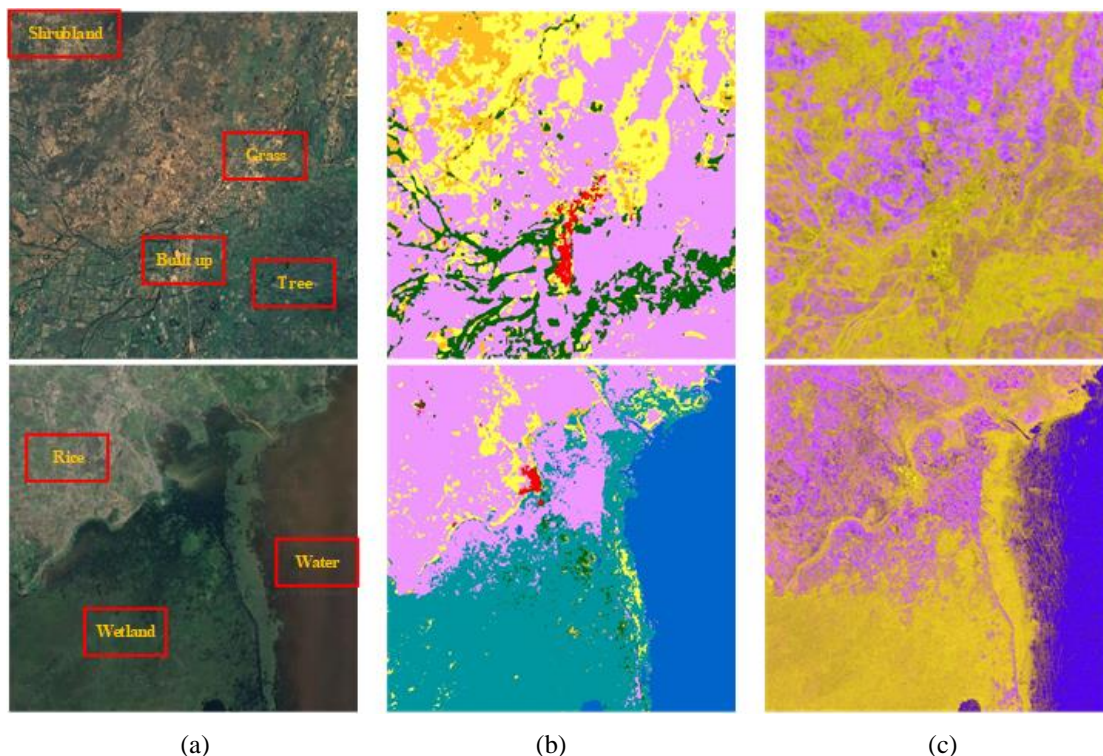 Shrubland
Grass
Built up
Tree
Rice
Water
Wetland
(a) (b) (c)